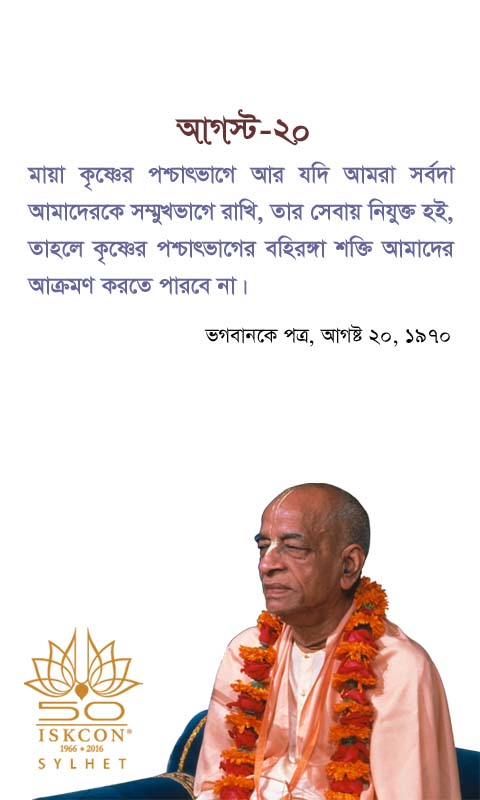 আগস্ট-২০
মায়া কৃষ্ণের পশ্চাৎভাগে আর যদি আমরা সর্বদা
আমাদেরকে সম্মুখভাগে রাখি, তার সেবায় নিযুক্ত হই,
তাহলে কৃষ্ণের পশ্চাৎভাগের বহিরঙ্গা শক্তি আমাদের
আক্রমণ করতে পারবে না।
ভগবানকে পত্র, আগষ্ট ২০, ১৯৭০
50
ISKCON®
1966 • 2016
SYLHET